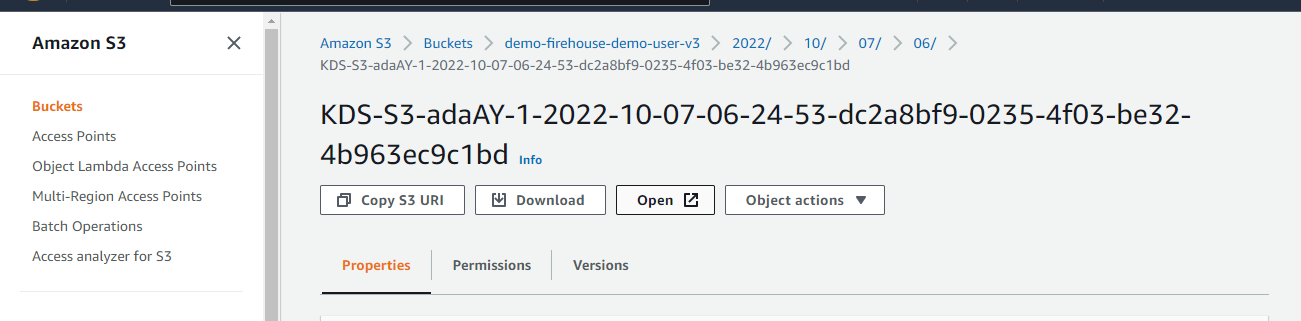 Amazon S3
Buckets
Access Points
Object Lambda Access Points
Multi-Region Access Points
Batch Operations
Access analyzer for S3
Amazon S3 Buckets demo-firehose-demo-user-v3 2022/ 10/ 07/ 06/
KDS-S3-adaAY-1-2022-10-07-06-24-53-dc2a8bf9-0235-4f03-be32-4b963ec9c1bd
KDS-S3-adaAY-1-2022-10-07-06-24-53-dc2a8bf9-0235-4f03-be32-
4b963ec9c1bd Info
Copy S3 URI Download Open Object actions
Properties Permissions Versions